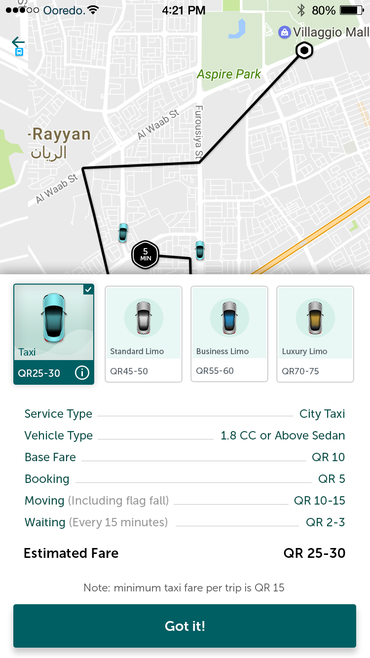 Ooredo. 4:21 PM 80%
Villaggio Mall
Aspire Park
-Rayyan
الريان
Al Waab St
Furousiya S
Al Waab St
5
MIN
Taxi
QR25-30
Standard Limo
QR45-50
Business Limo
QR55-60
Luxury Limo
QR70-75
Service Type City Taxi
Vehicle Type 1.8 CC or Above Sedan
Base Fare QR 10
Booking QR 5
Moving (Including flag fall) QR 10-15
Waiting (Every 15 minutes) QR 2-3
Estimated Fare QR 25-30
Note: minimum taxi fare per trip is QR 15
Got it!